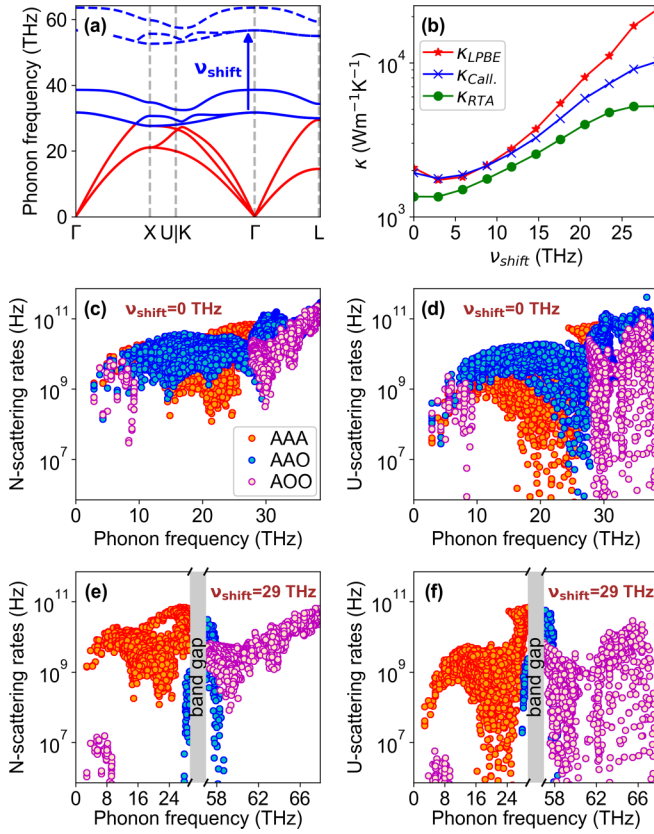 (a)
Phonon frequency (THz)
60
40
20
0
ν_shift
Γ X U|K Γ L
(b)
κ (Wm⁻¹K⁻¹)
10⁴
10³
κ_LPBE
κ_Call.
κ_RTA
0 5 10 15 20 25
ν_shift (THz)
(c) ν_shift=0 THz
N-scattering rates (Hz)
10¹¹
10⁹
10⁷
AAA
AAO
AOO
0 10 20 30
Phonon frequency (THz)
(d) ν_shift=0 THz
U-scattering rates (Hz)
10¹¹
10⁹
10⁷
0 10 20 30
Phonon frequency (THz)
(e) ν_shift=29 THz
N-scattering rates (Hz)
10¹¹
10⁹
10⁷
band gap
0 8 16 24 58 62 66
Phonon frequency (THz)
(f) ν_shift=29 THz
U-scattering rates (Hz)
10¹¹
10⁹
10⁷
band gap
0 8 16 24 58 62 66
Phonon frequency (THz)